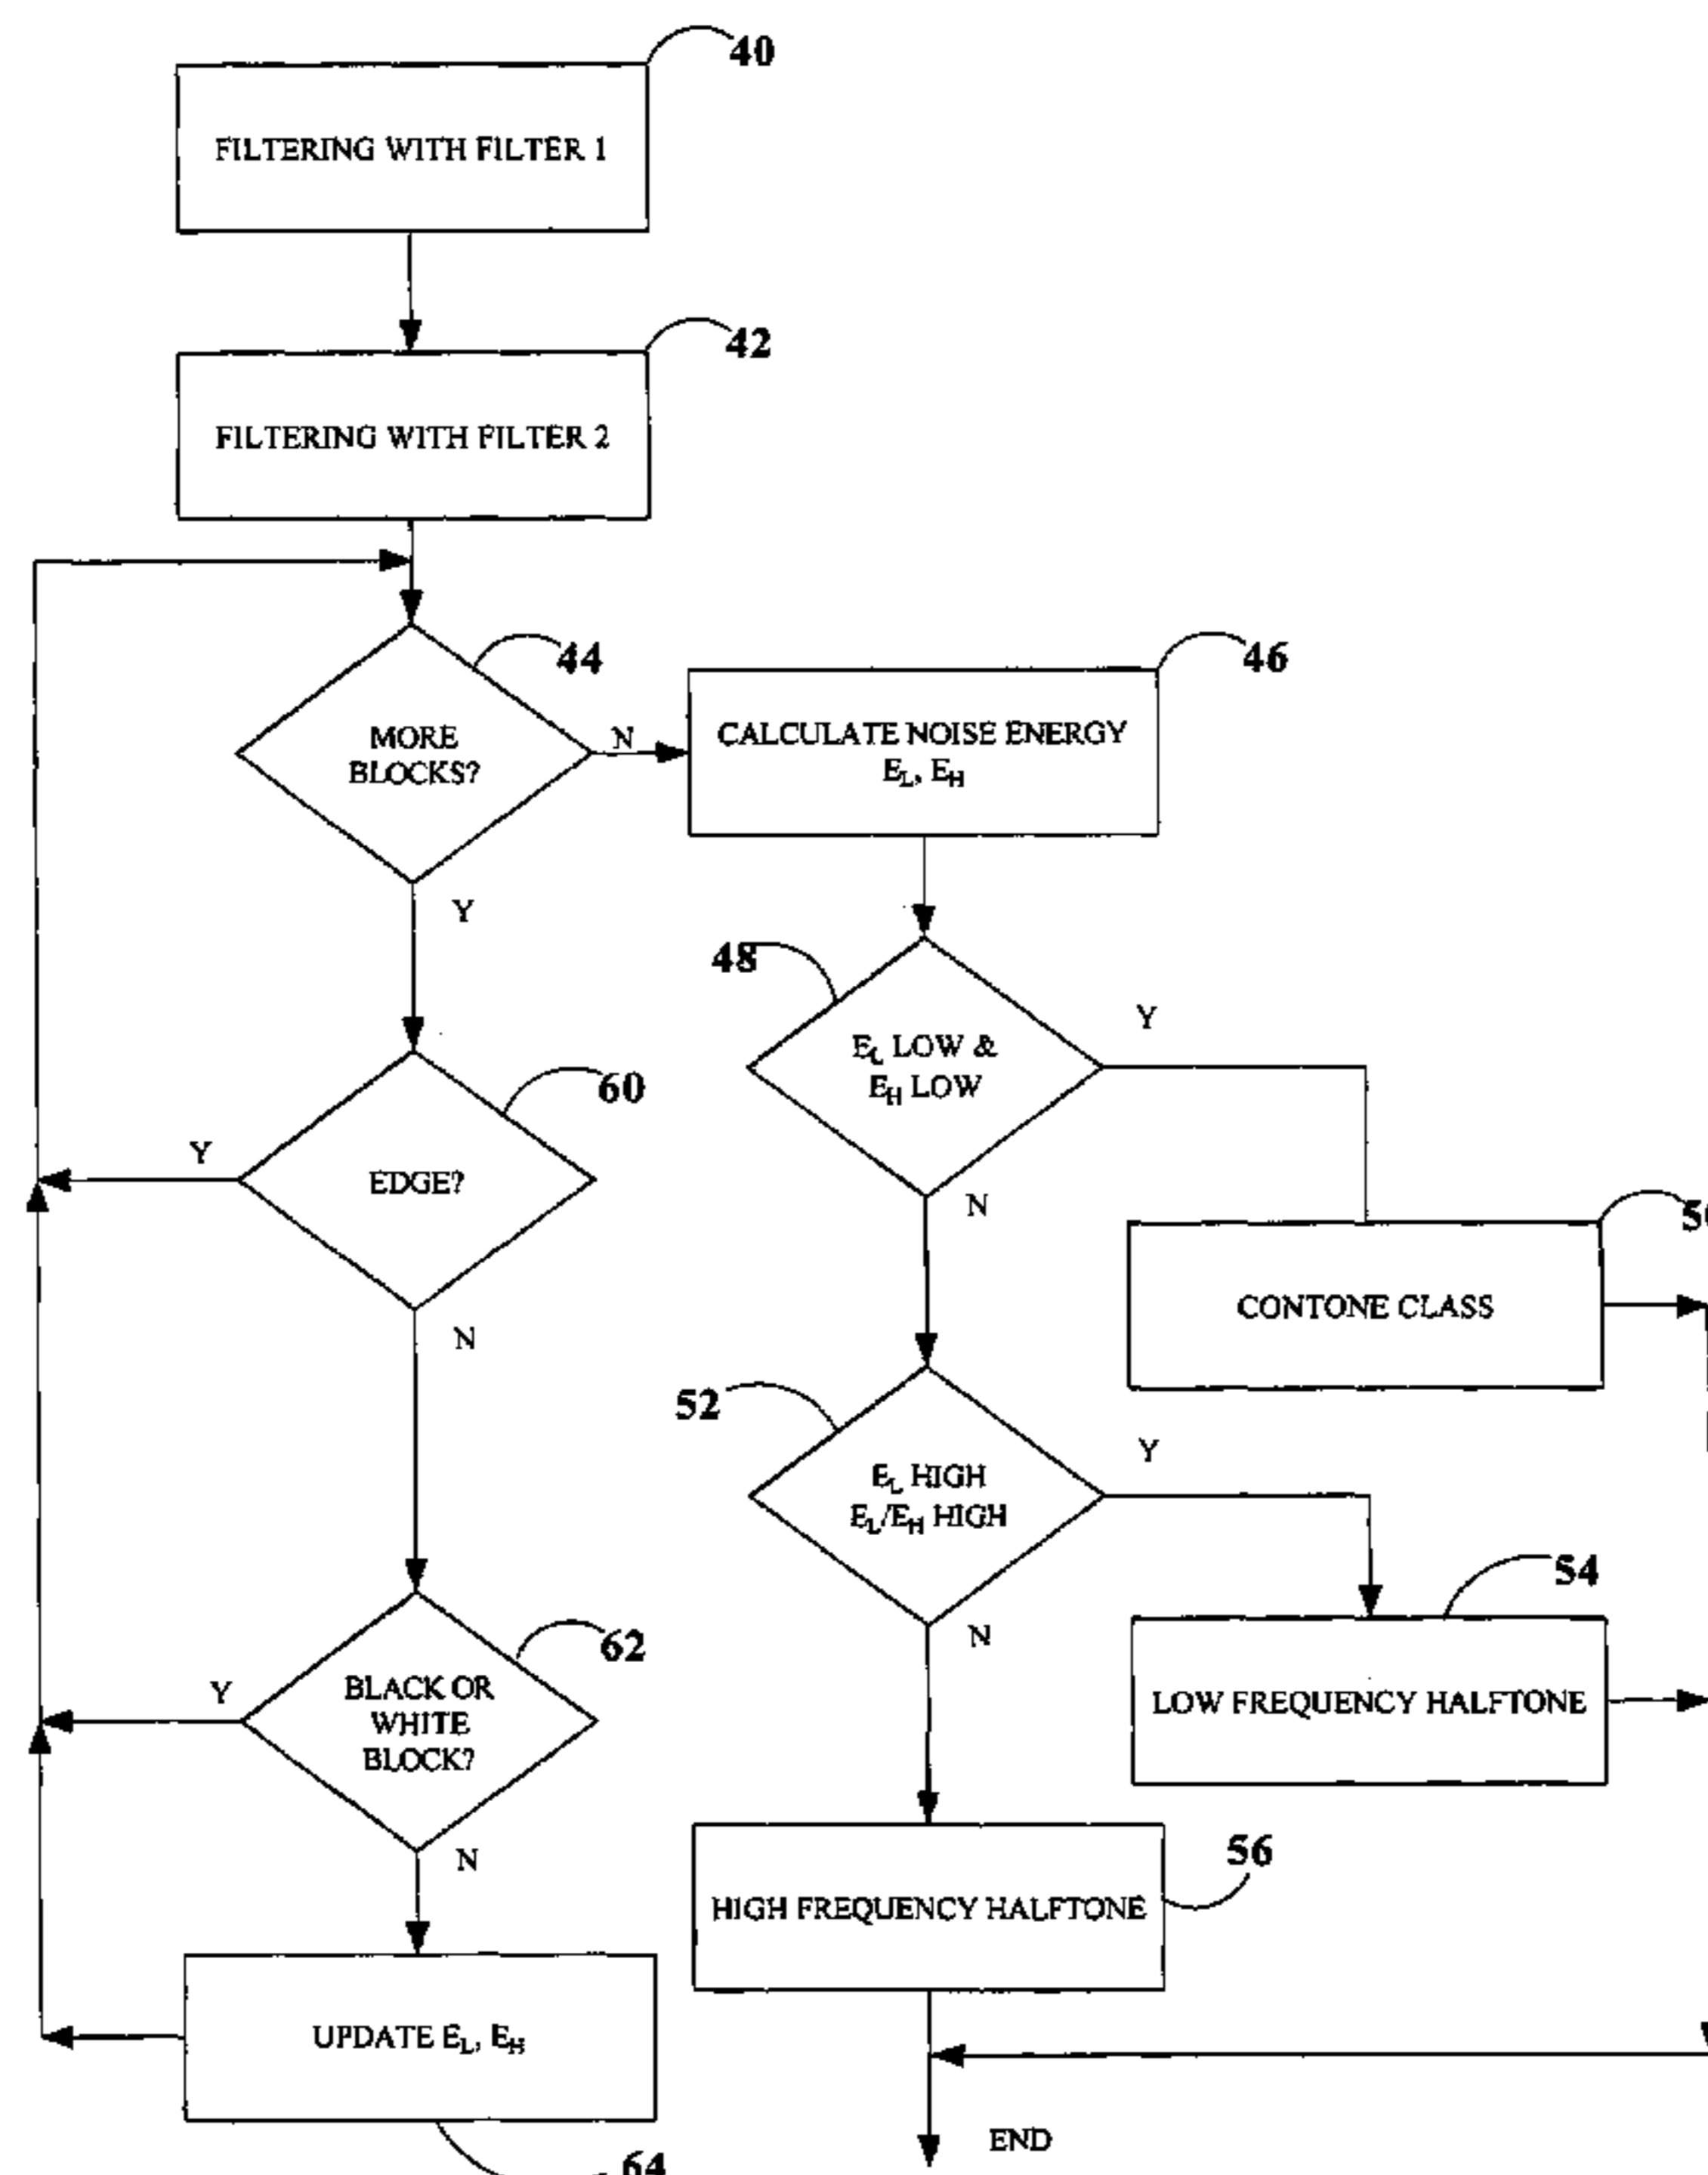 40
FILTERING WITH FILTER 1
42
FILTERING WITH FILTER 2
44
MORE
BLOCKS?
N
Y
46
CALCULATE NOISE ENERGY
EL, EH
48
EL LOW &
EH LOW
Y
N
60
EDGE?
Y
N
CONTONE CLASS
52
EL HIGH
EL/EH HIGH
Y
N
54
LOW FREQUENCY HALFTONE
62
BLACK OR
WHITE
BLOCK?
Y
N
56
HIGH FREQUENCY HALFTONE
UPDATE EL, EH
64
END